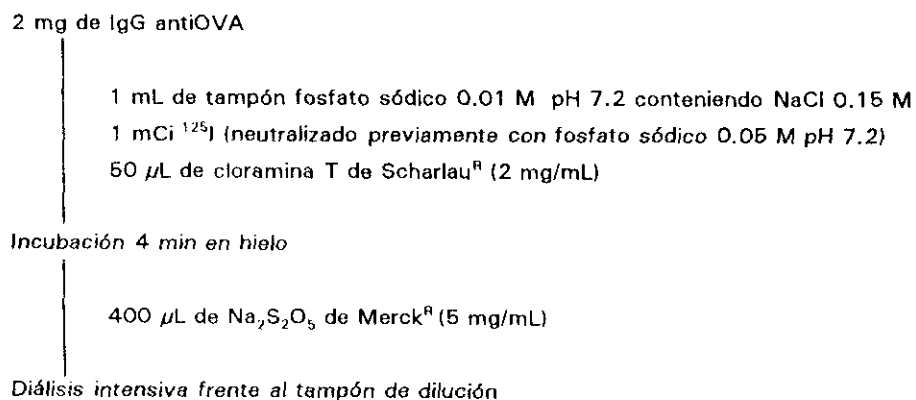 2 mg de IgG antiOVA
1 mL de tampón fosfato sódico 0.01 M pH 7.2 conteniendo NaCl 0.15 M
1 mCi ¹²⁵I (neutralizado previamente con fosfato sódico 0.05 M pH 7.2)
50 µL de cloramina T de Scharlauᴿ (2 mg/mL)
Incubación 4 min en hielo
400 µL de Na₂S₂O₅ de Merckᴿ (5 mg/mL)
Diálisis intensiva frente al tampón de dilución